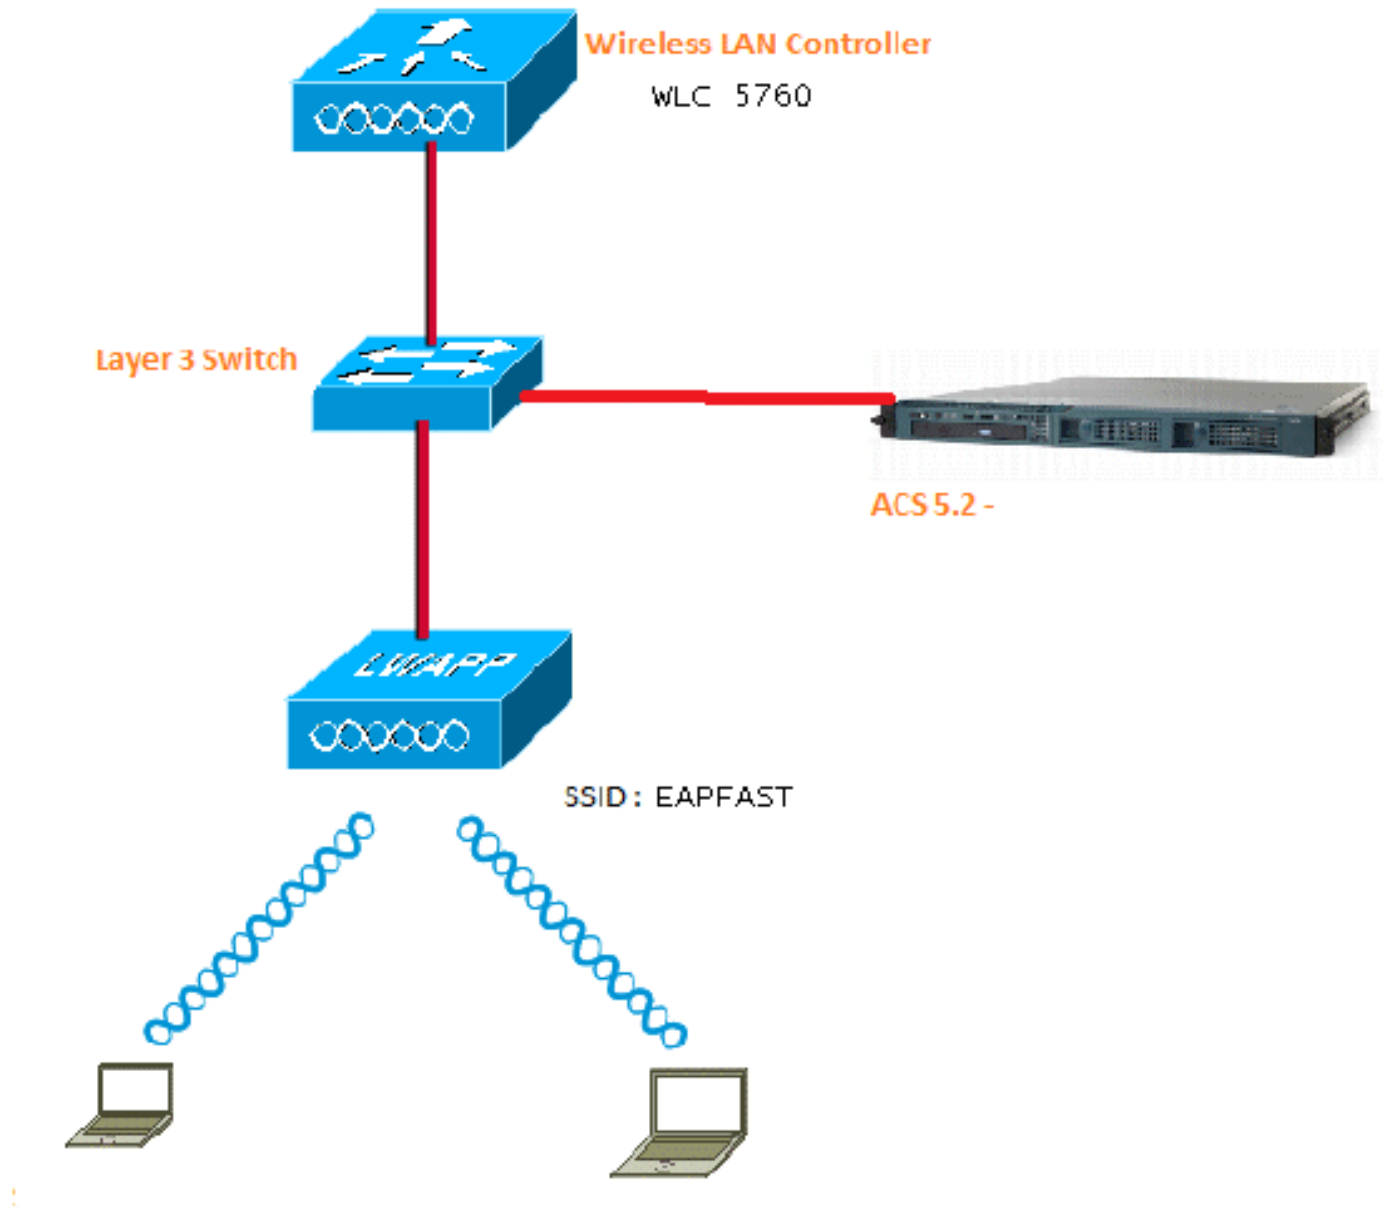 Wireless LAN Controller
WLC 5760
Layer 3 Switch
ACS 5.2 -
LWAPP
SSID: EAPFAST